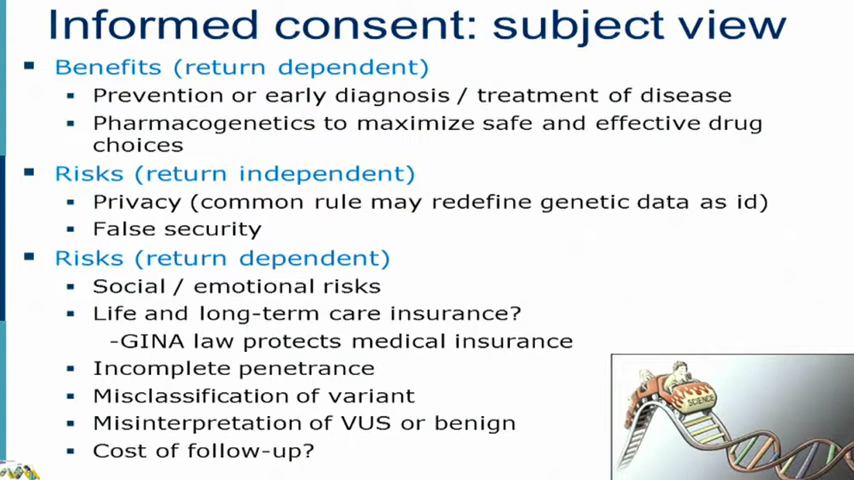 Informed consent: subject view
Benefits (return dependent)
Prevention or early diagnosis / treatment of disease
Pharmacogenetics to maximize safe and effective drug
choices
Risks (return independent)
Privacy (common rule may redefine genetic data as id)
False security
Risks (return dependent)
Social / emotional risks
Life and long-term care insurance?
-GINA law protects medical insurance
Incomplete penetrance
Misclassification of variant
Misinterpretation of VUS or benign
Cost of follow-up?
SCIENCE